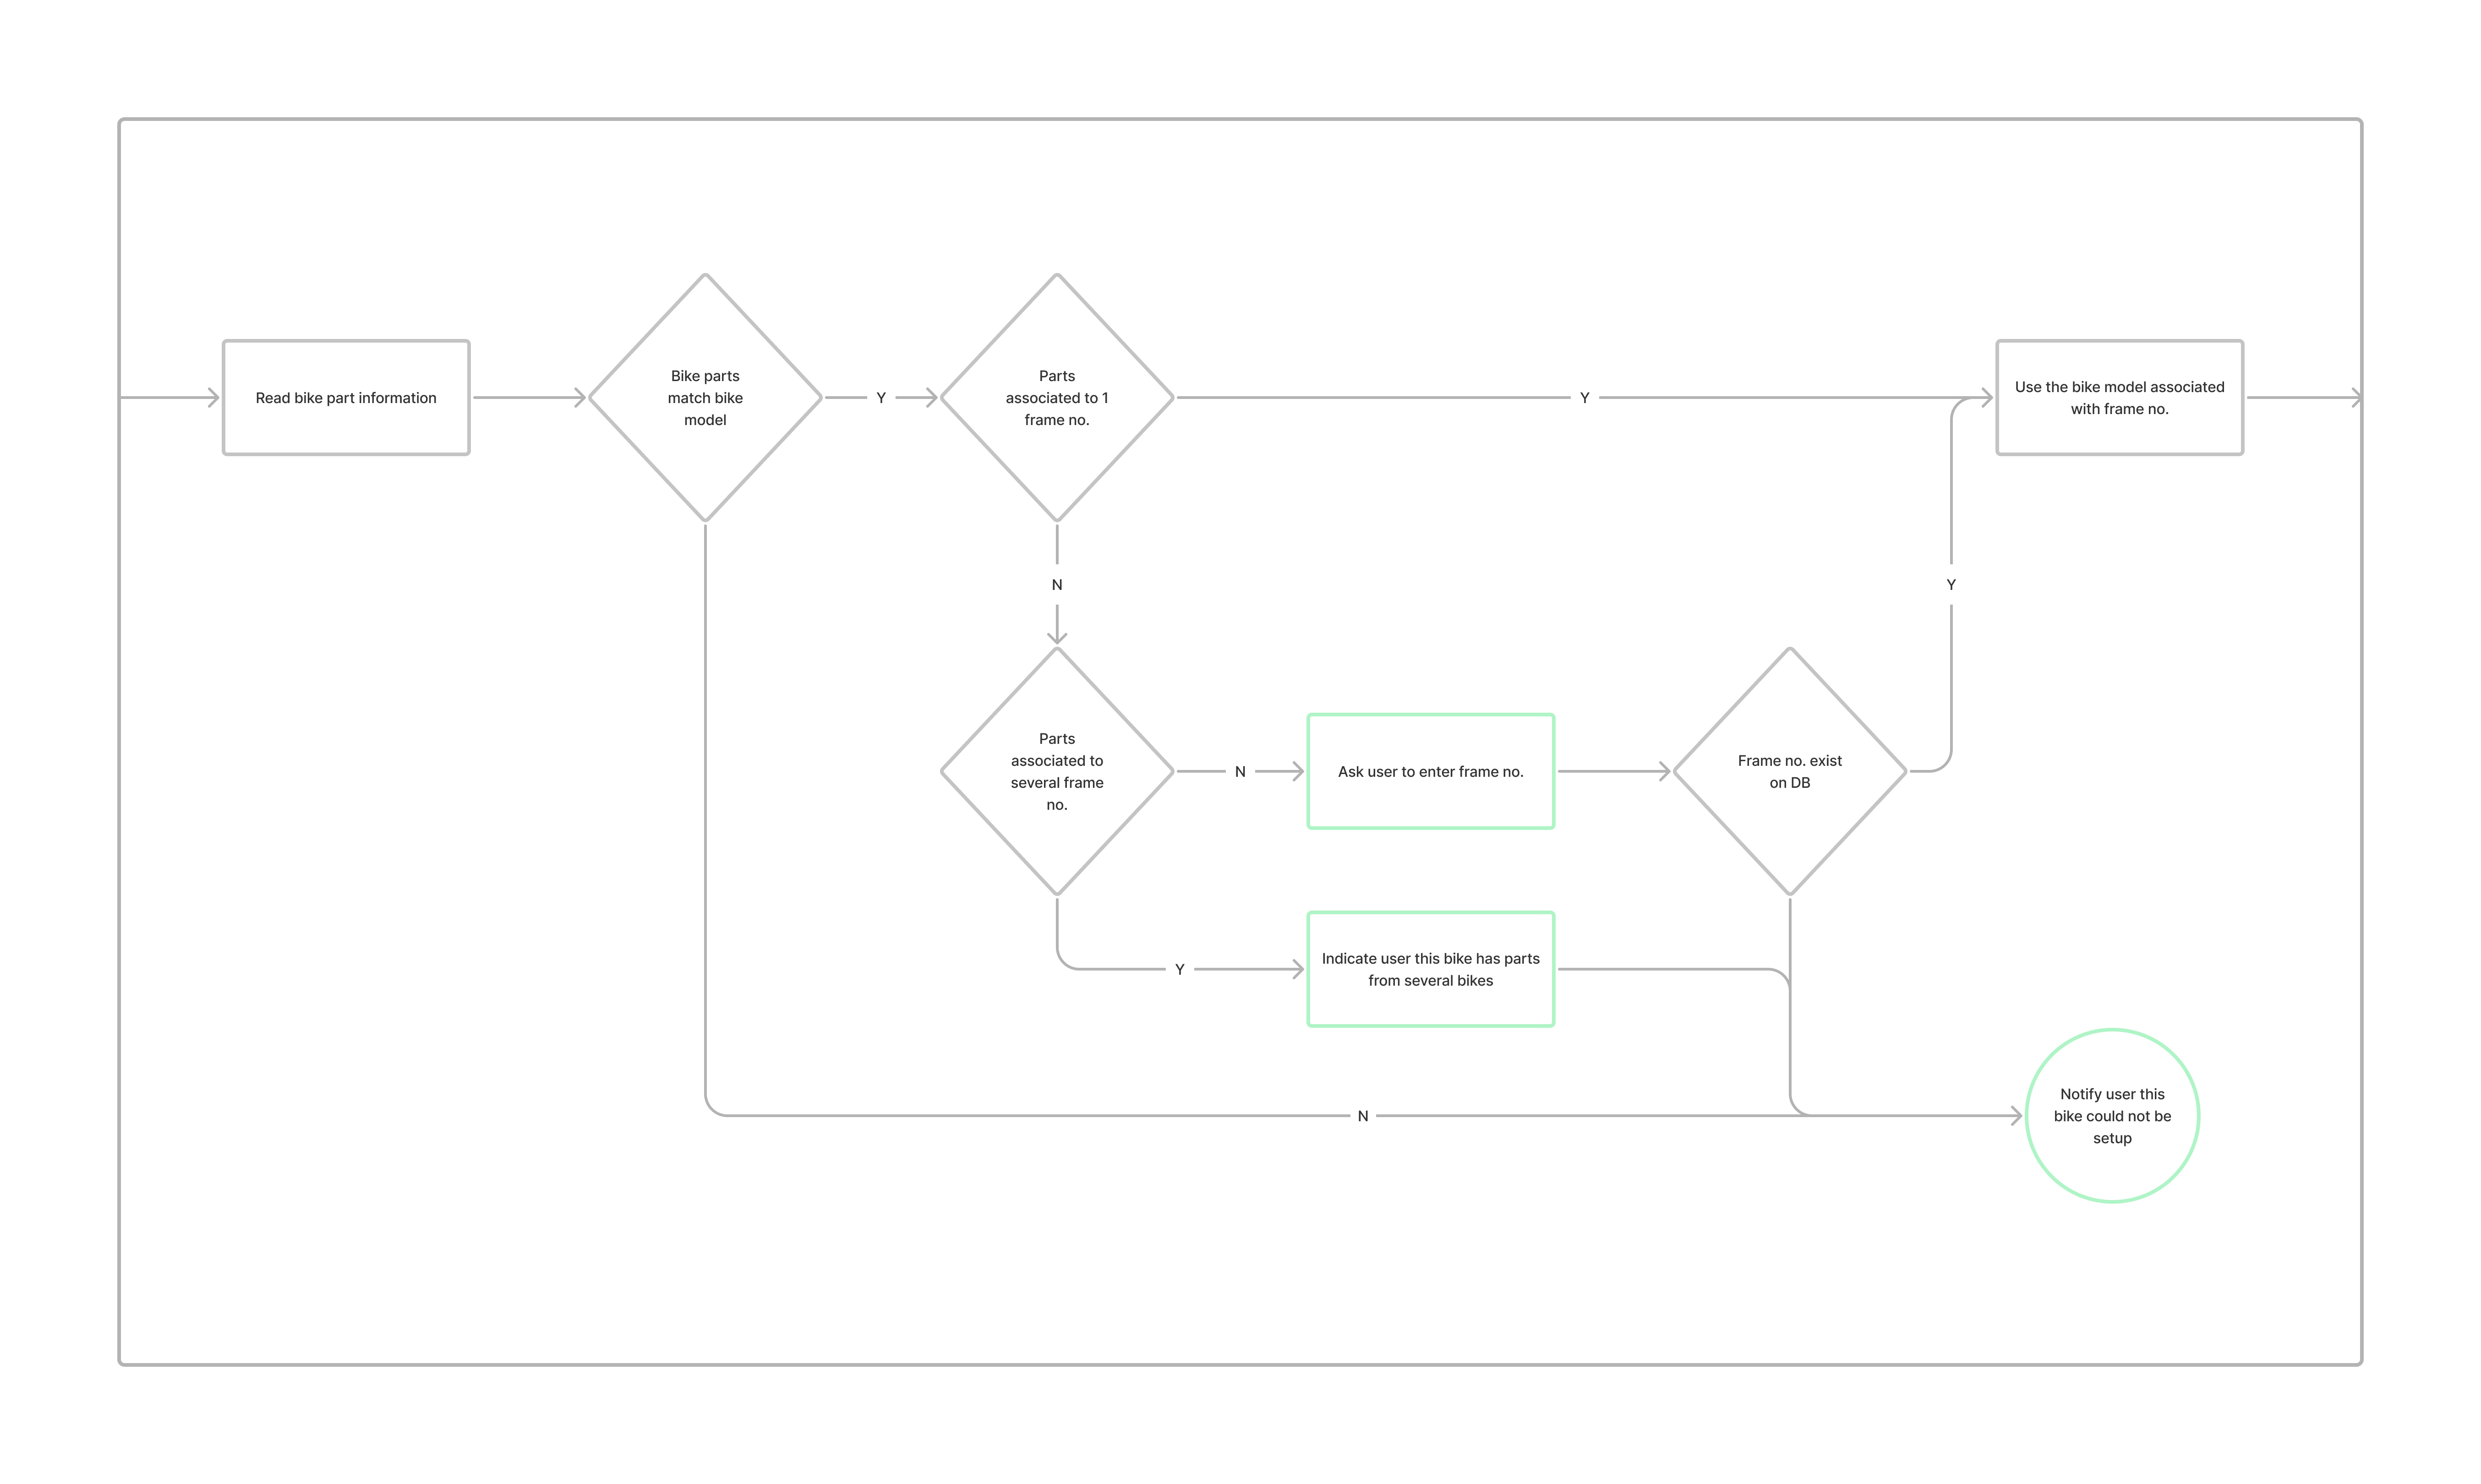 Read bike part information
Bike parts
match bike
model
Y
Parts
associated to 1
frame no.
Y
Use the bike model associated
with frame no.
N
Y
Parts
associated to
several frame
no.
N
Ask user to enter frame no.
Frame no. exist
on DB
Y
Indicate user this bike has parts
from several bikes
N
Notify user this
bike could not be
setup